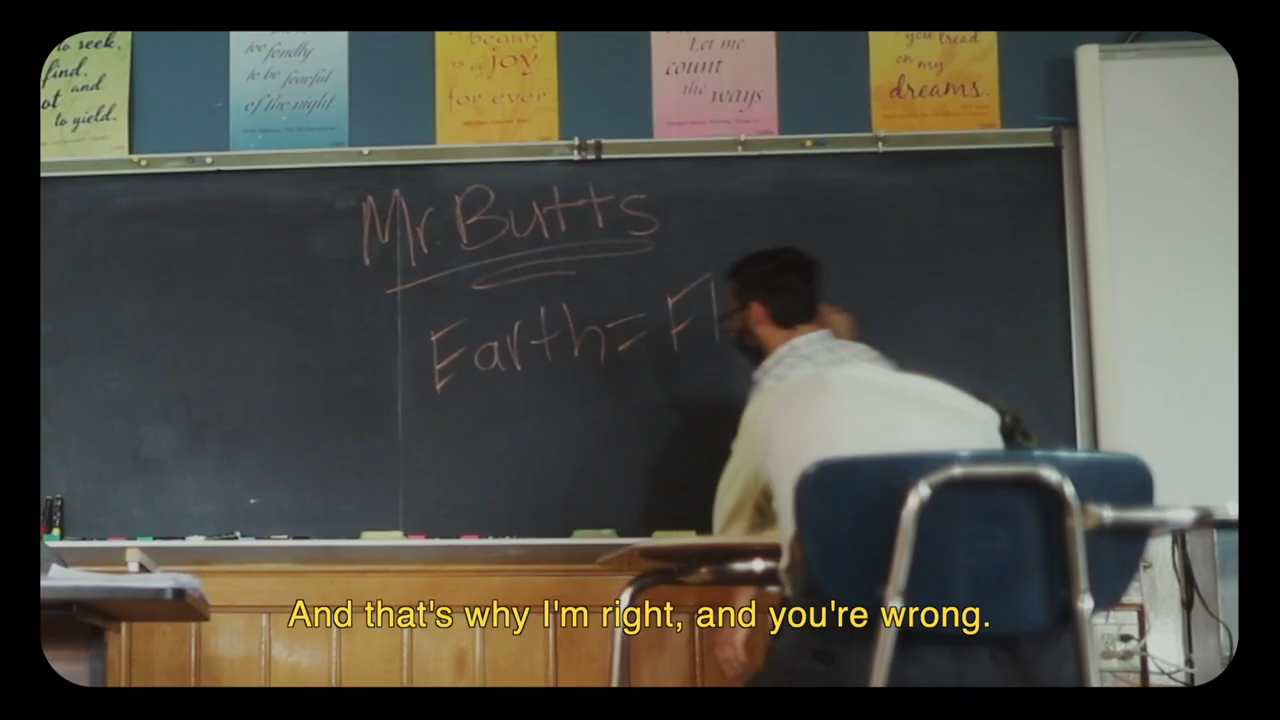 to seek,
find,
and
to yield.
too fondly
to be fearful
of the night
beauty
is a joy
for ever
Let me
count
the ways
you tread
on my
dreams.
Mr. Butts
Earth = Fl
And that's why I'm right, and you're wrong.